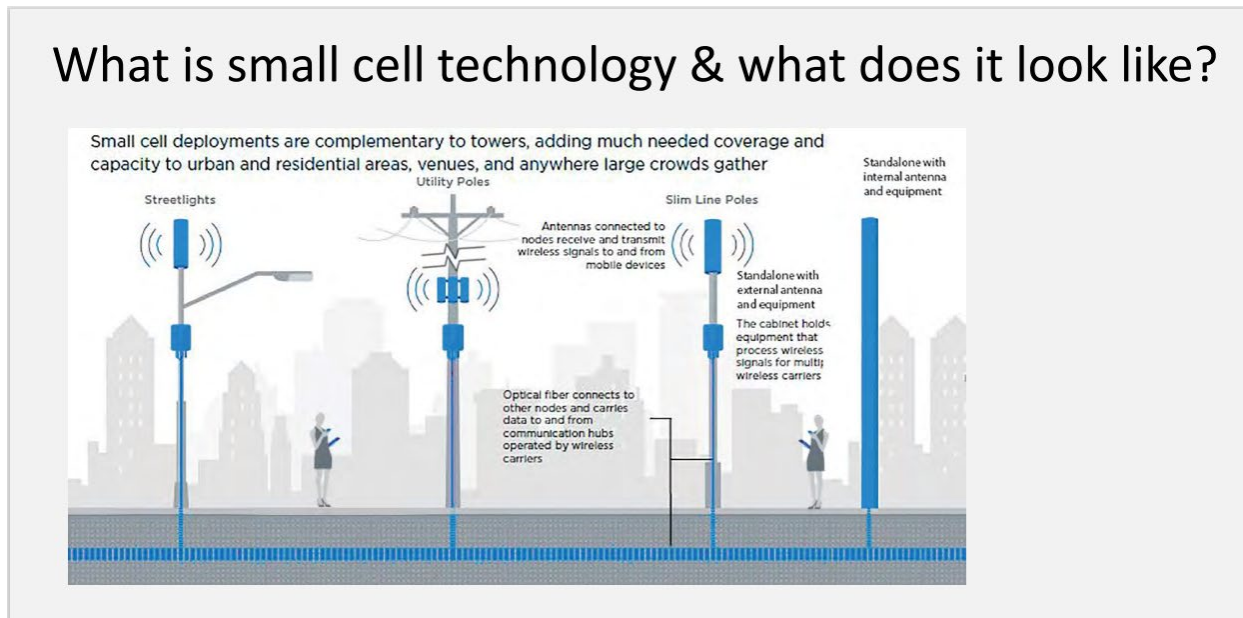 What is small cell technology & what does it look like?
Small cell deployments are complementary to towers, adding much needed coverage and
capacity to urban and residential areas, venues, and anywhere large crowds gather
Streetlights
Utility Poles
Antennas connected to
nodes receive and transmit
wireless signals to and from
mobile devices
Slim Line Poles
Standalone with
external antenna
and equipment
The cabinet holds
equipment that
process wireless
signals for
wireless carriers
Standalone with
internal antenna
and equipment
Optical fiber connects to
other nodes and carries
data to and from
communication hubs
operated by wireless
carriers